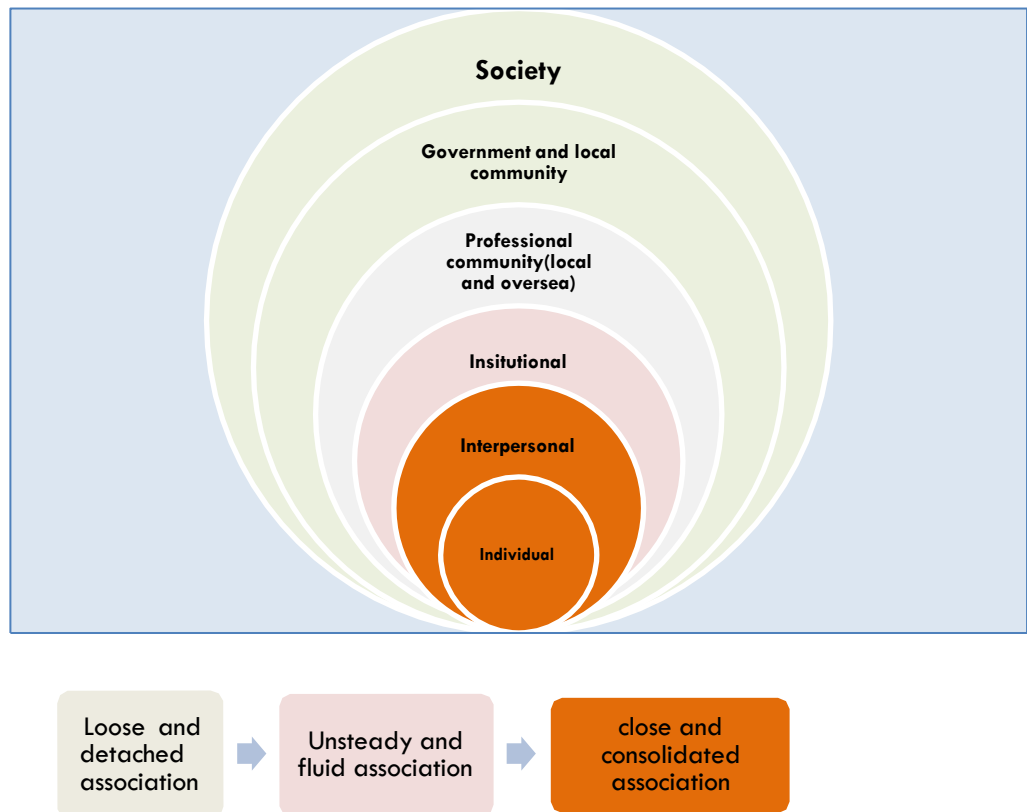 Society
Government and local
community
Professional
community(local
and oversea)
Insitutional
Interpersonal
Individual
Loose and
detached
association
Unsteady and
fluid association
close and
consolidated
association